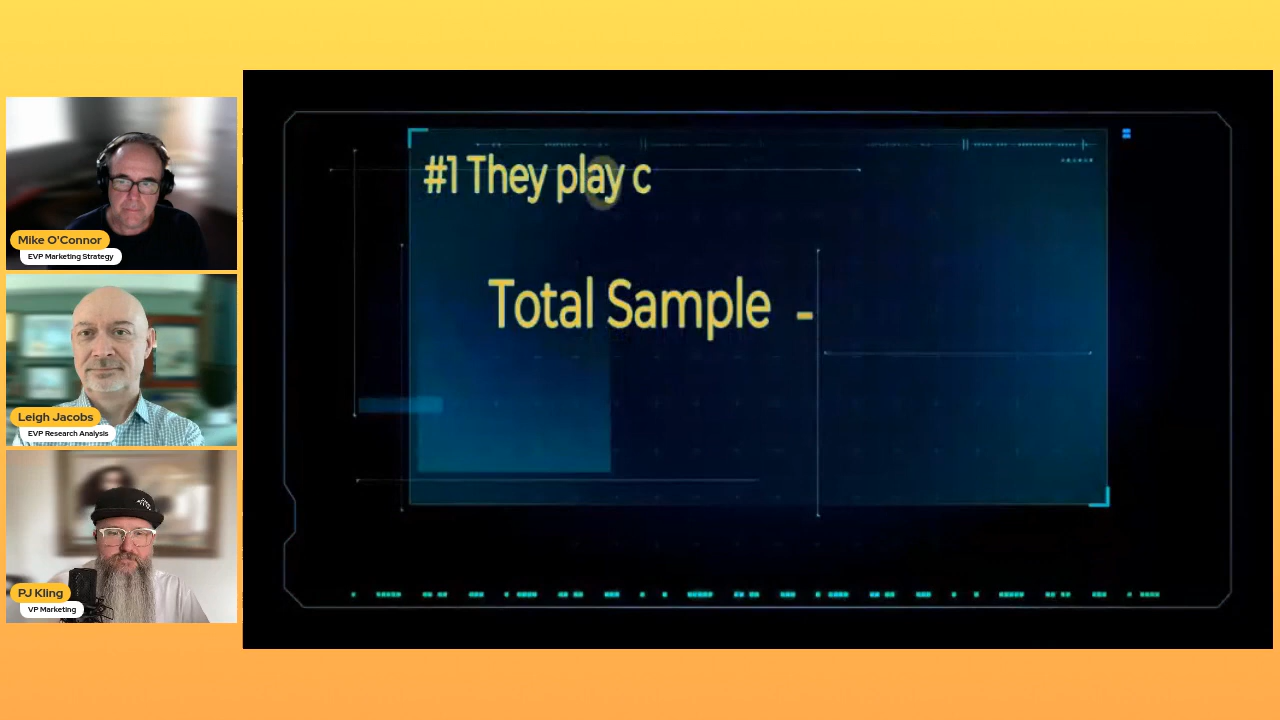 Mike O'Connor
EVP Marketing Strategy
Leigh Jacobs
EVP Research Analysis
PJ Kling
VP Marketing
#1 They play c
Total Sample -